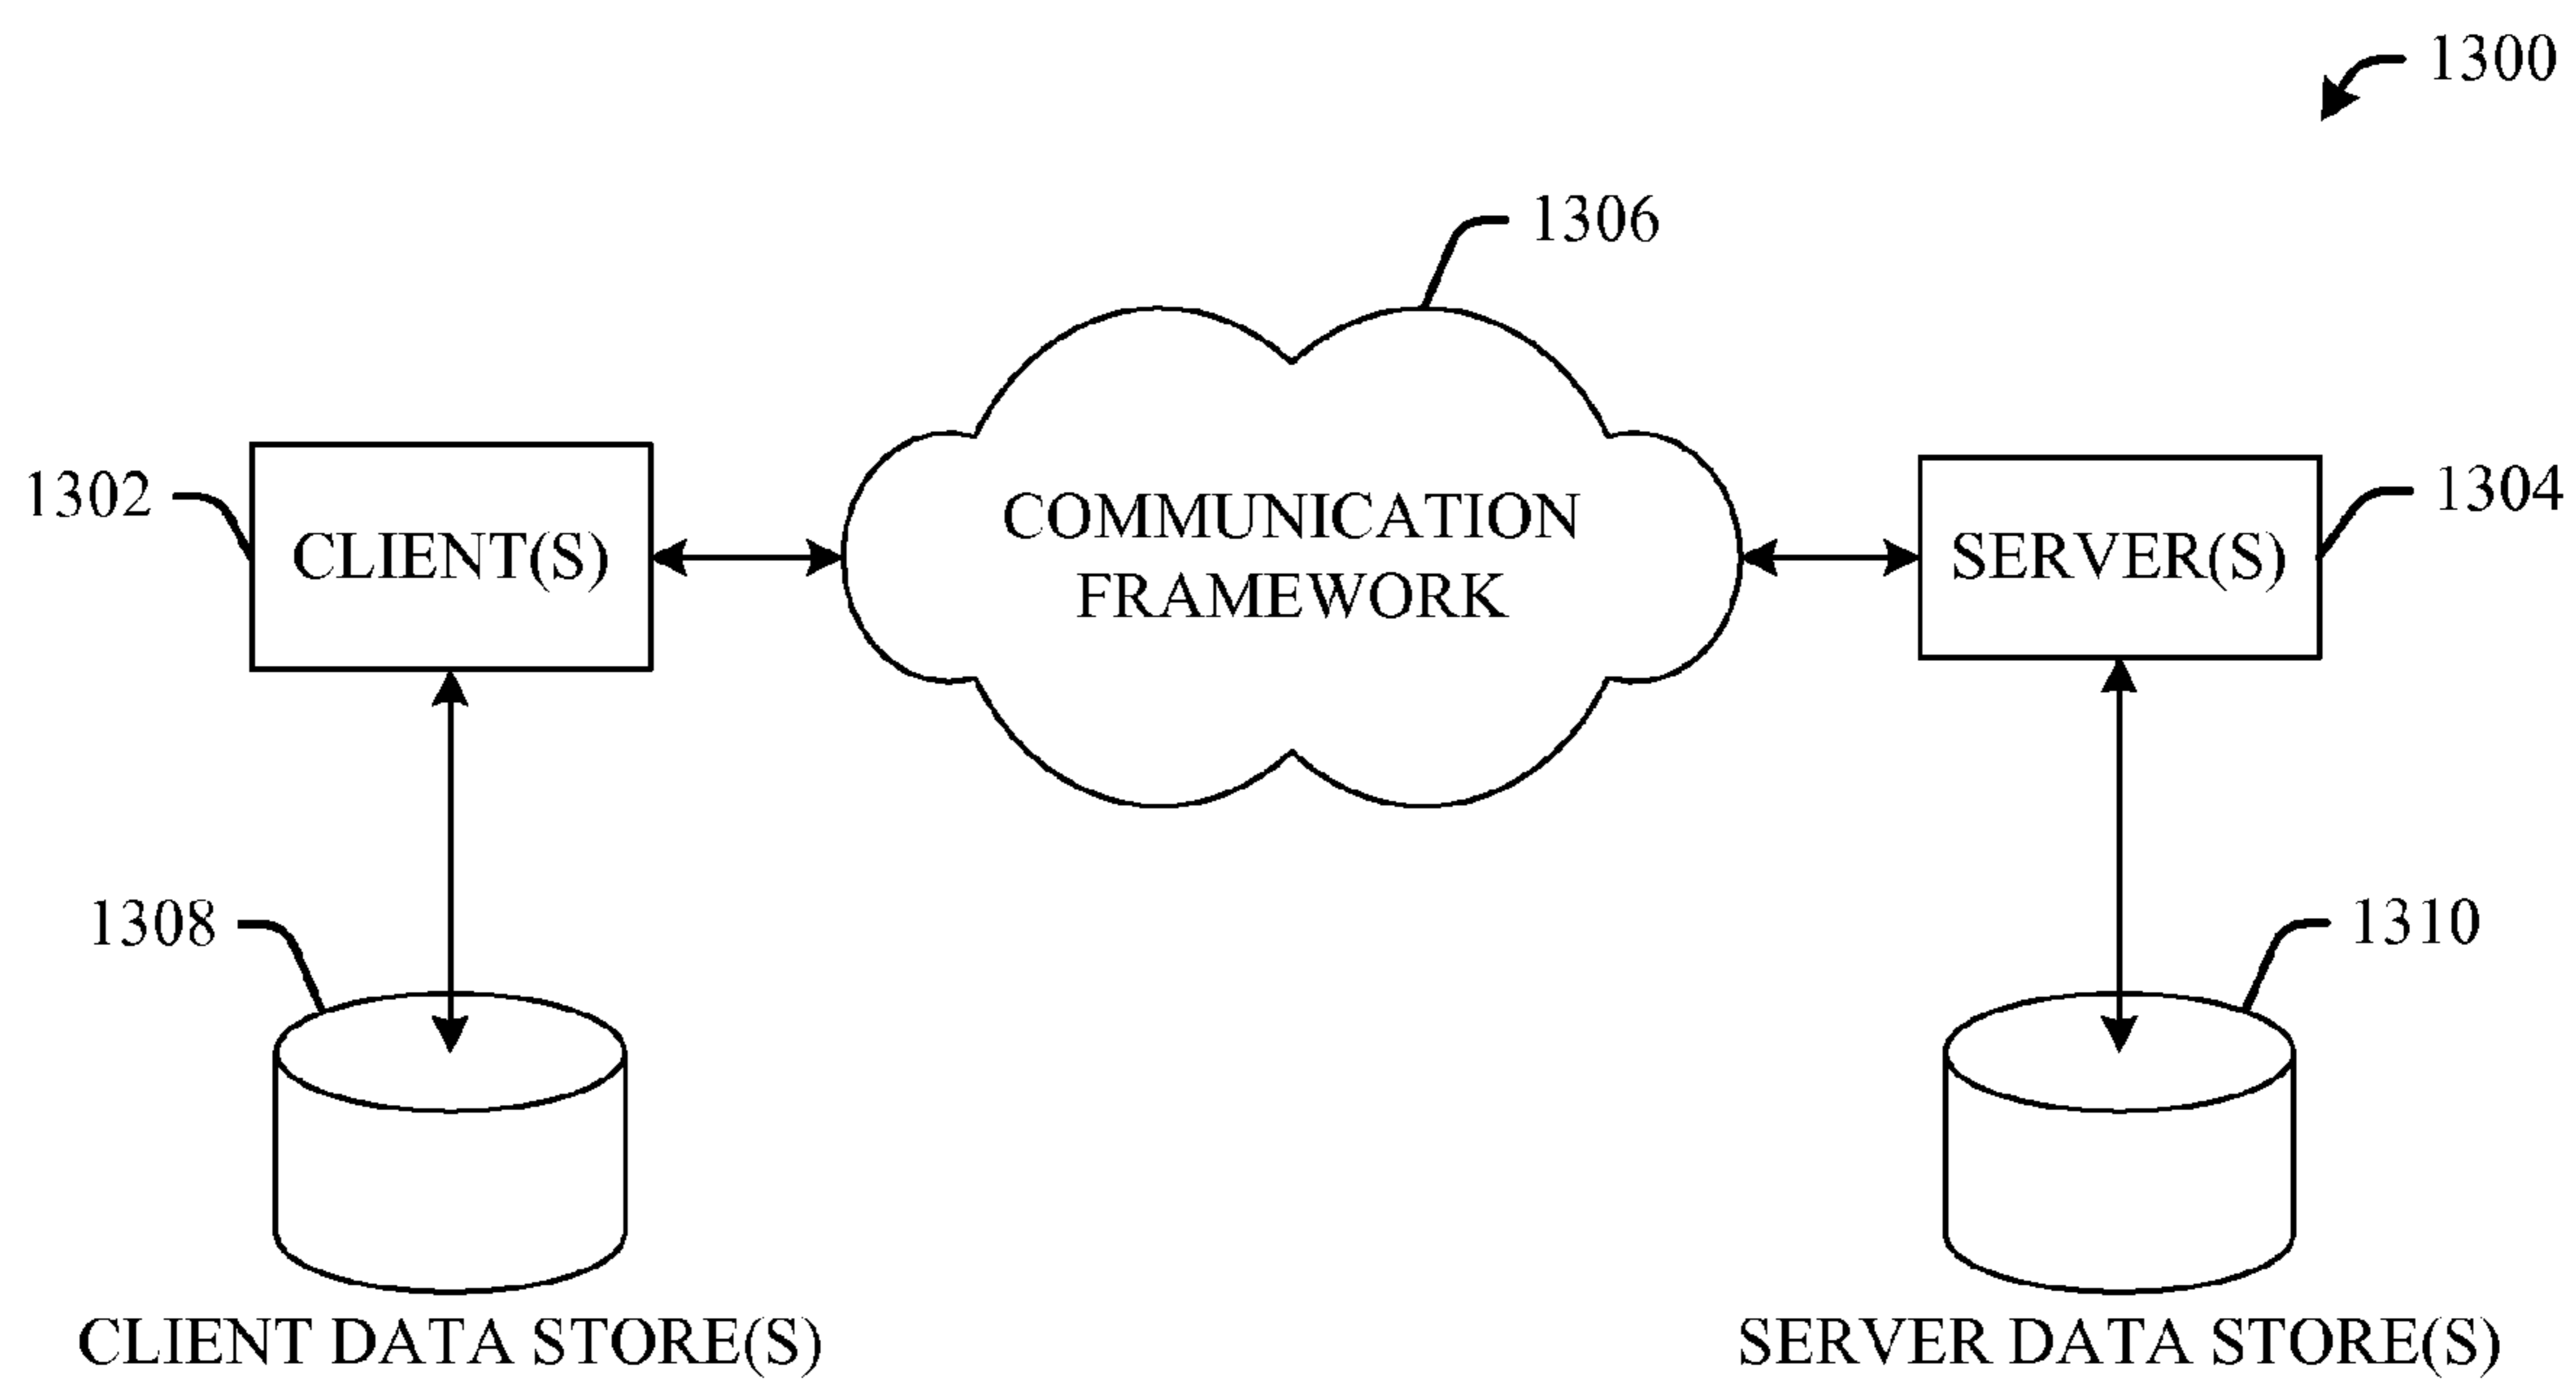 1300
1306
1302
CLIENT(S)
COMMUNICATION
FRAMEWORK
SERVER(S)
1304
1308
1310
CLIENT DATA STORE(S)
SERVER DATA STORE(S)